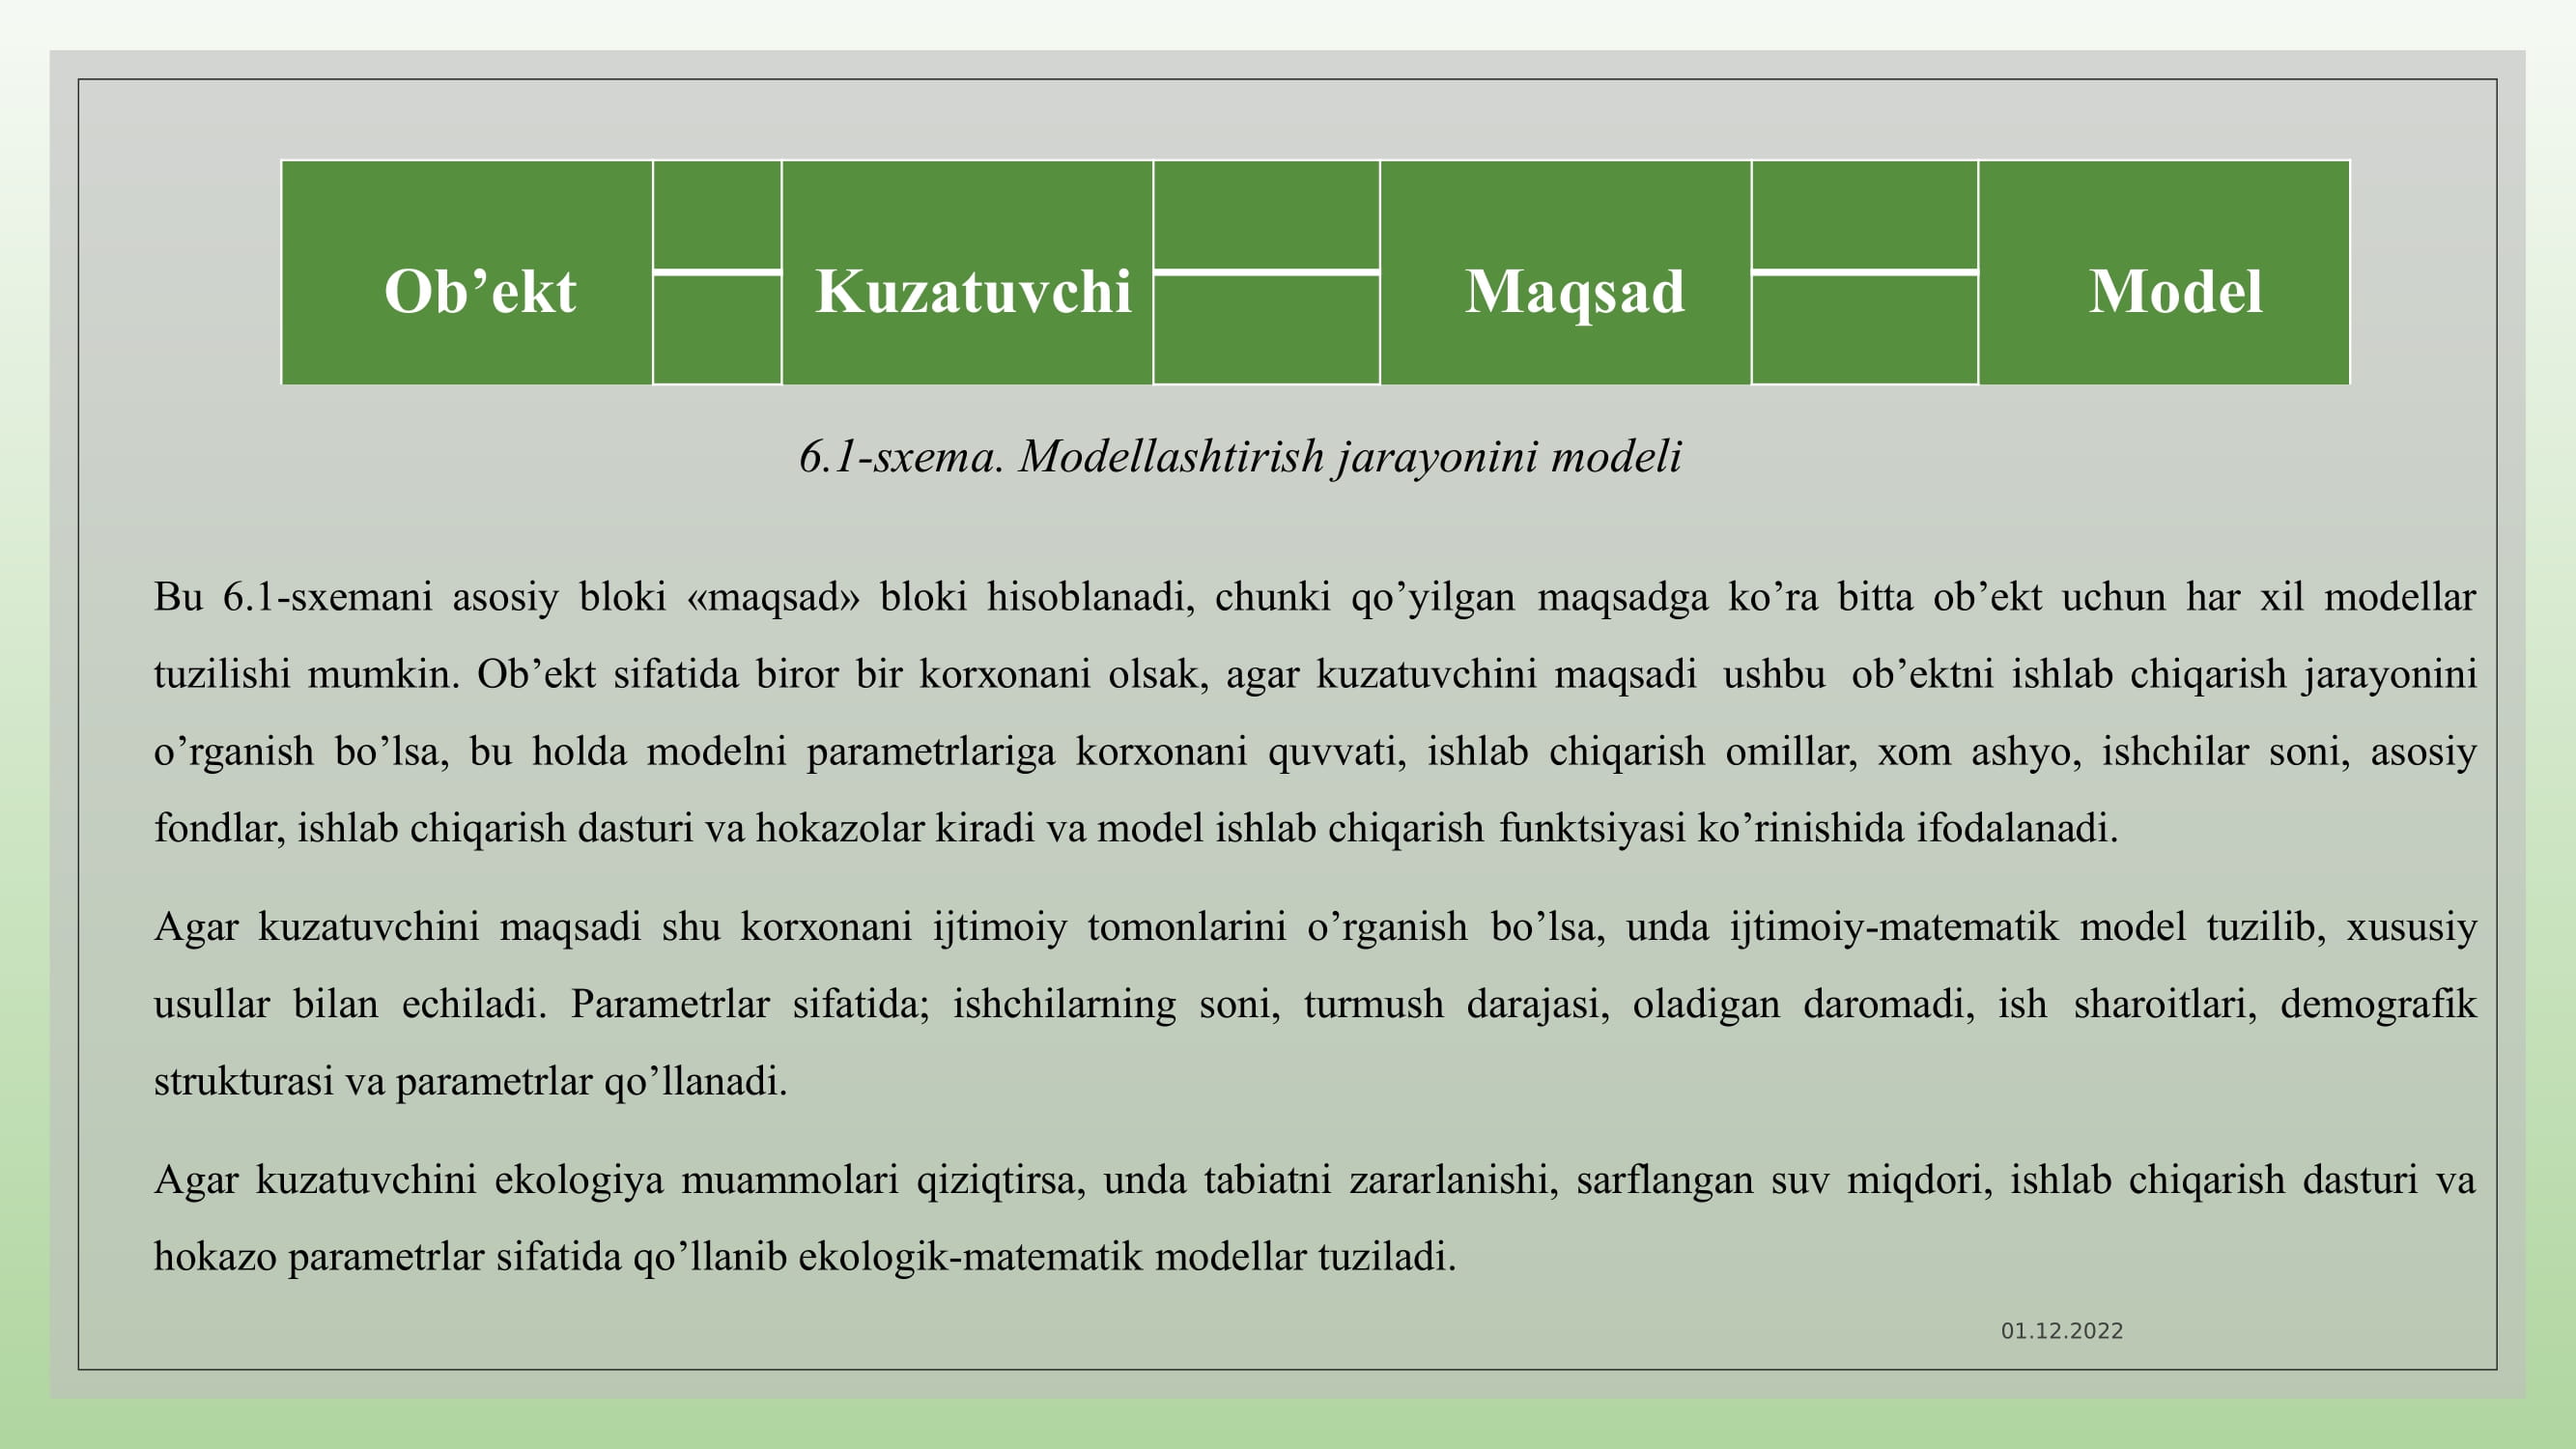 Ob’ekt Kuzatuvchi Maqsad Model
6.1-sxema. Modellashtirish jarayonini modeli
Bu 6.1-sxemani asosiy bloki «maqsad» bloki hisoblanadi, chunki qo’yilgan maqsadga ko’ra bitta ob’ekt uchun har xil modellar
tuzilishi mumkin. Ob’ekt sifatida biror bir korxonani olsak, agar kuzatuvchini maqsadi ushbu ob’ektni ishlab chiqarish jarayonini
o’rganish bo’lsa, bu holda modelni parametrlariga korxonani quvvati, ishlab chiqarish omillar, xom ashyo, ishchilar soni, asosiy
fondlar, ishlab chiqarish dasturi va hokazolar kiradi va model ishlab chiqarish funktsiyasi ko’rinishida ifodalanadi.
Agar kuzatuvchini maqsadi shu korxonani ijtimoiy tomonlarini o’rganish bo’lsa, unda ijtimoiy-matematik model tuzilib, xususiy
usullar bilan echiladi. Parametrlar sifatida; ishchilarning soni, turmush darajasi, oladigan daromadi, ish sharoitlari, demografik
strukturasi va parametrlar qo’llanadi.
Agar kuzatuvchini ekologiya muammolari qiziqtirsa, unda tabiatni zararlanishi, sarflangan suv miqdori, ishlab chiqarish dasturi va
hokazo parametrlar sifatida qo’llanib ekologik-matematik modellar tuziladi.
01.12.2022